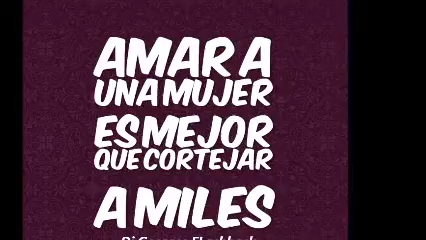 AMAR A
UNA MUJER
ES MEJOR
QUE CORTEJAR
A MILES